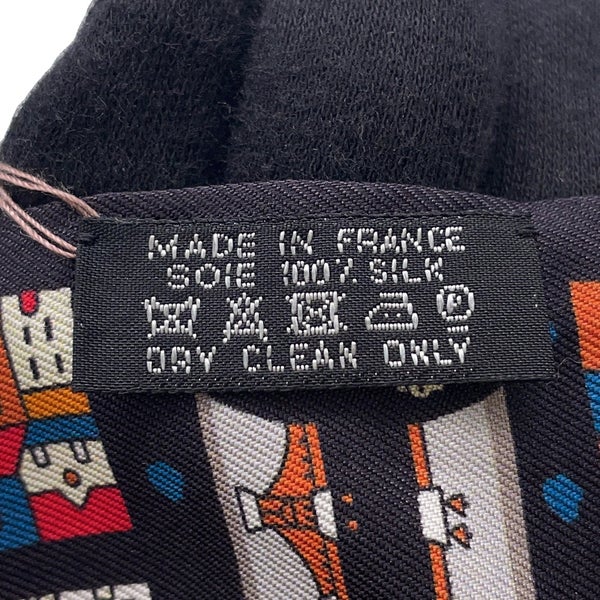 MADE IN FRANCE
SOIE 100% SILK
P
DRY CLEAN ONLY